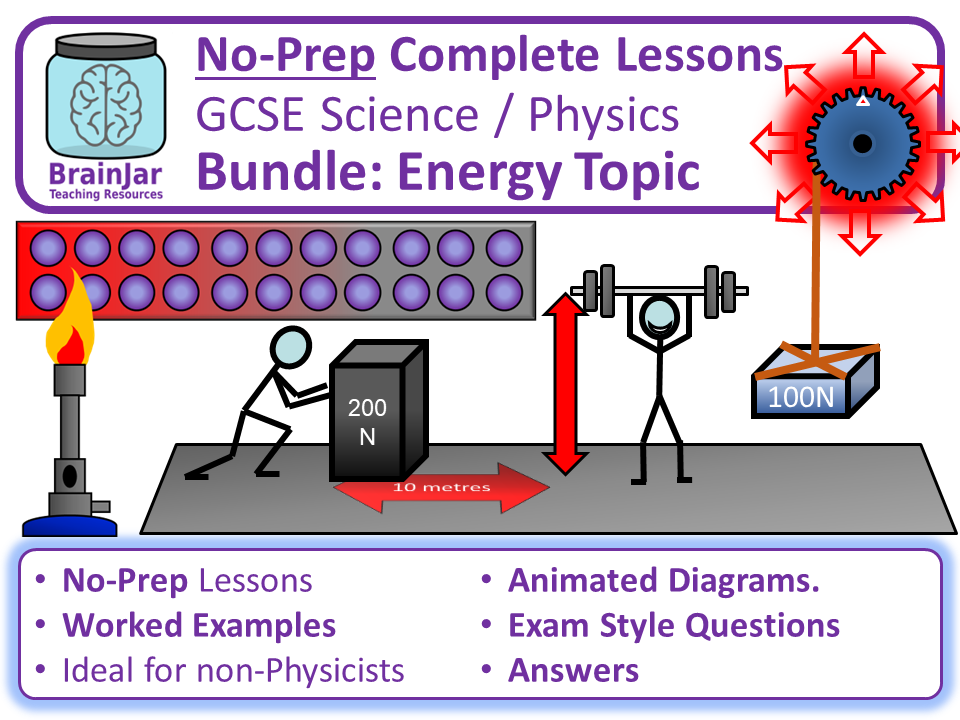 No-Prep Complete Lessons
GCSE Science / Physics
Bundle: Energy Topic
BrainJar
Teaching Resources
200
N
10 metres
100N
• No-Prep Lessons
• Worked Examples
• Ideal for non-Physicists
• Animated Diagrams.
• Exam Style Questions
• Answers